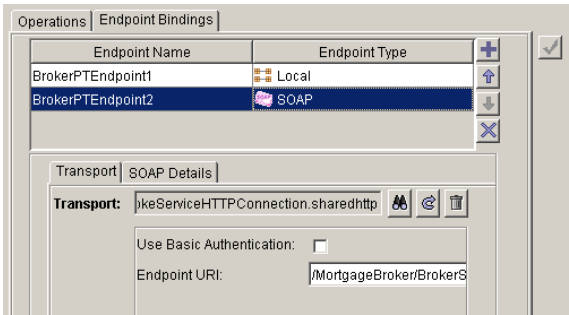 Operations Endpoint Bindings
Endpoint Name Endpoint Type
BrokerPTEndpoint1 Local
BrokerPTEndpoint2 SOAP
Transport SOAP Details
Transport: keServiceHTTPConnection.sharedhttp
Use Basic Authentication:
Endpoint URI: /MortgageBroker/BrokerS